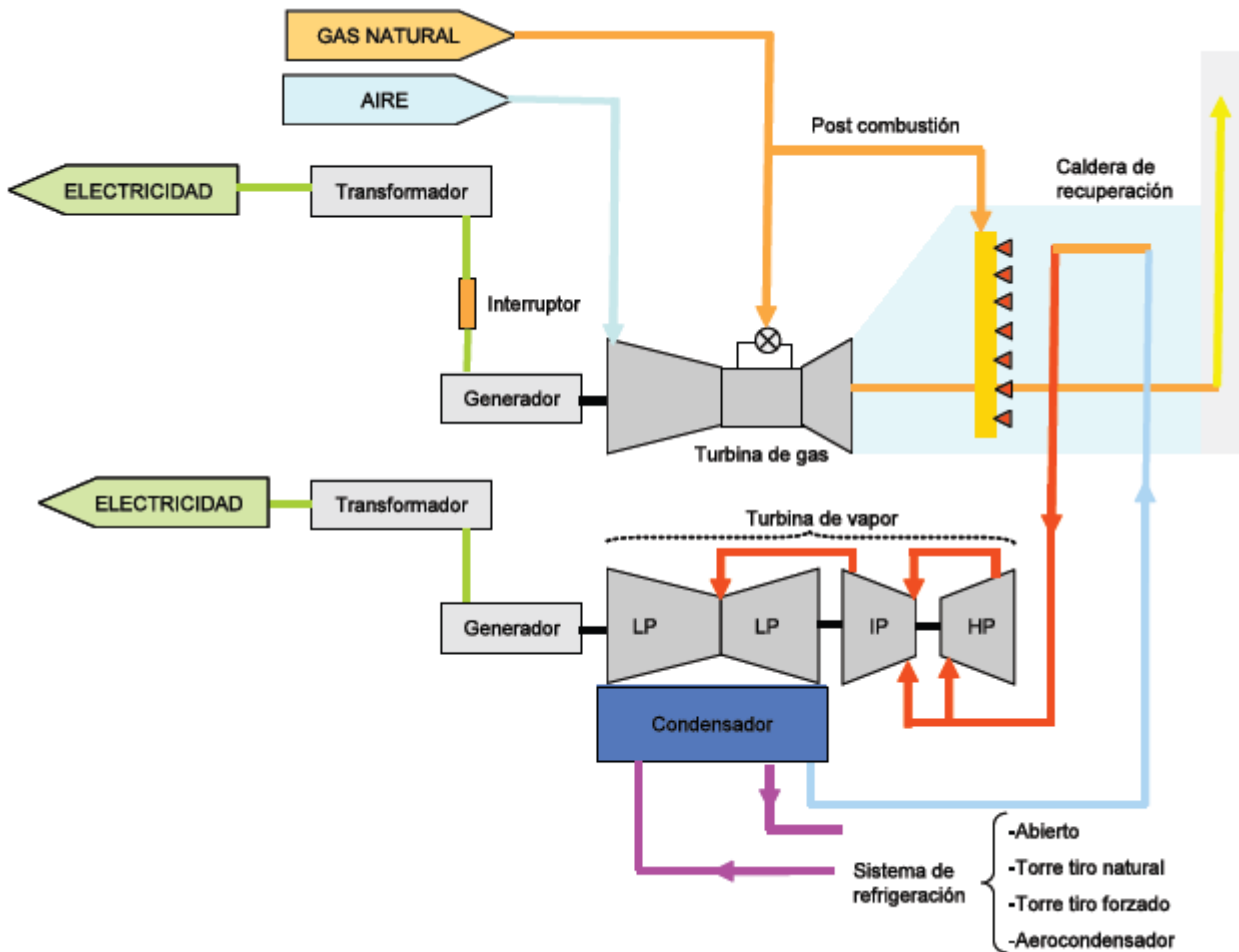 GAS NATURAL
AIRE
Post combustión
Caldera de
recuperación
ELECTRICIDAD
Transformador
Interruptor
Generador
Turbina de gas
ELECTRICIDAD
Transformador
Turbina de vapor
Generador
LP
LP
IP
HP
Condensador
Sistema de
refrigeración
-Abierto
-Torre tiro natural
-Torre tiro forzado
-Aerocondensador